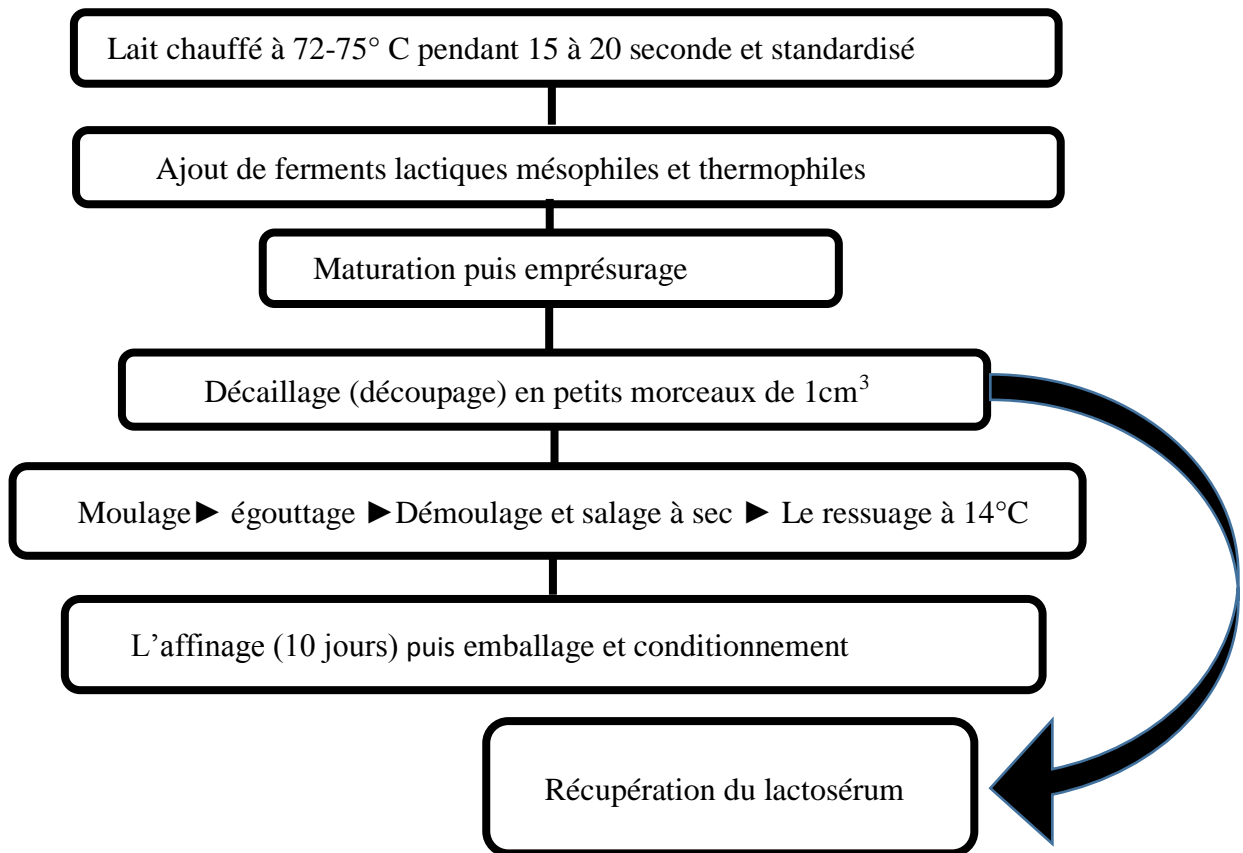 Lait chauffé à 72-75° C pendant 15 à 20 seconde et standardisé
Ajout de ferments lactiques mésophiles et thermophiles
Maturation puis emprésurage
Décaillage (découpage) en petits morceaux de 1cm³
Moulage► égouttage ►Démoulage et salage à sec ► Le ressuage à 14°C
L’affinage (10 jours) puis emballage et conditionnement
Récupération du lactosérum